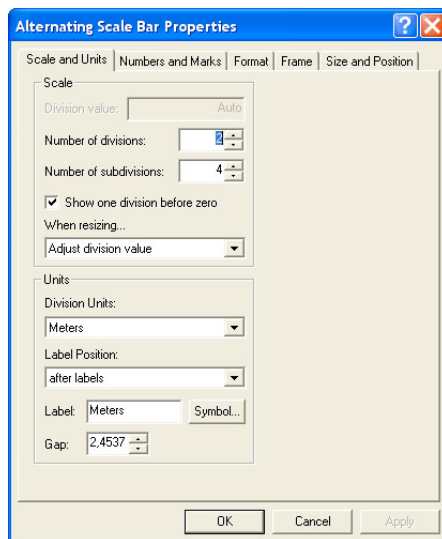 Alternating Scale Bar Properties
Scale and Units Numbers and Marks Format Frame Size and Position
Scale
Division value: Auto
Number of divisions: 2
Number of subdivisions: 4
Show one division before zero
When resizing...
Adjust division value
Units
Division Units:
Meters
Label Position:
after labels
Label: Meters Symbol...
Gap: 2,4537
OK Cancel Apply